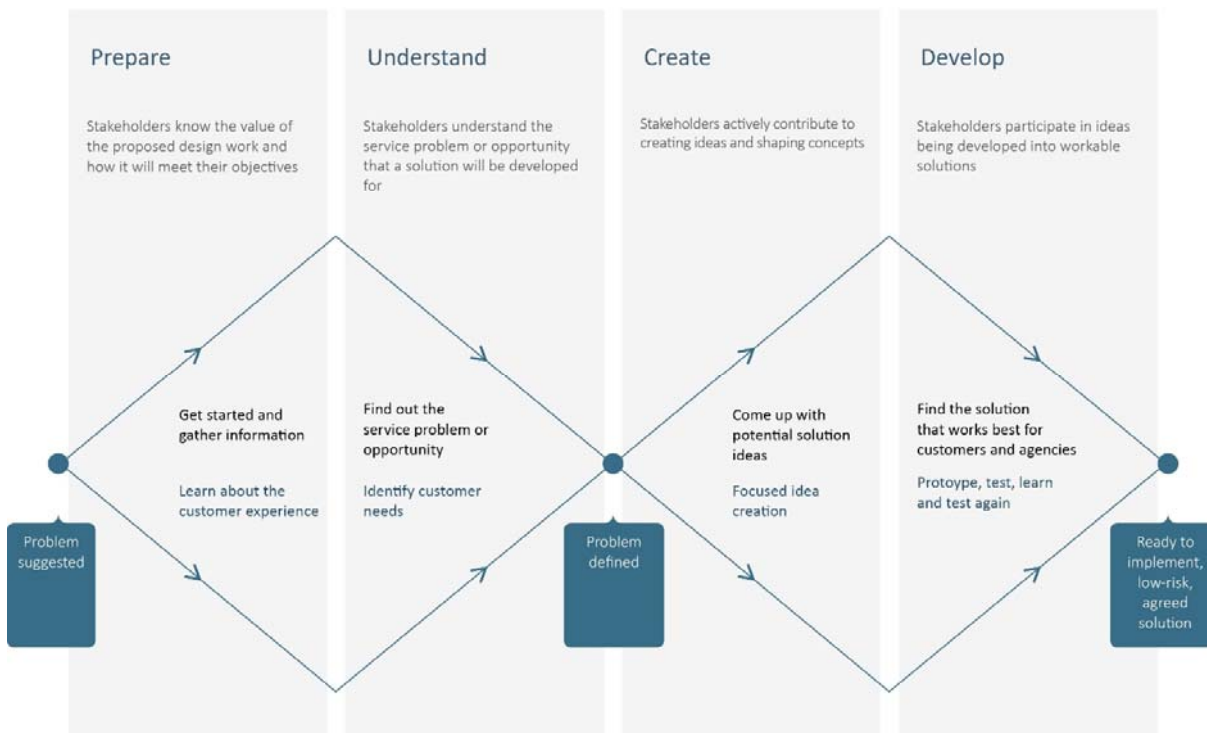 Prepare
Understand
Create
Develop
Stakeholders know the value of
the proposed design work and
how it will meet their objectives
Stakeholders understand the
service problem or opportunity
that a solution will be developed
for
Stakeholders actively contribute to
creating ideas and shaping concepts
Stakeholders participate in ideas
being developed into workable
solutions
Get started and
gather information
Learn about the
customer experience
Find out the
service problem or
opportunity
Identify customer
needs
Come up with
potential solution
ideas
Focused idea
creation
Find the solution
that works best for
customers and agencies
Protoype, test, learn
and test again
Problem
suggested
Problem
defined
Ready to
implement,
low-risk,
agreed
solution